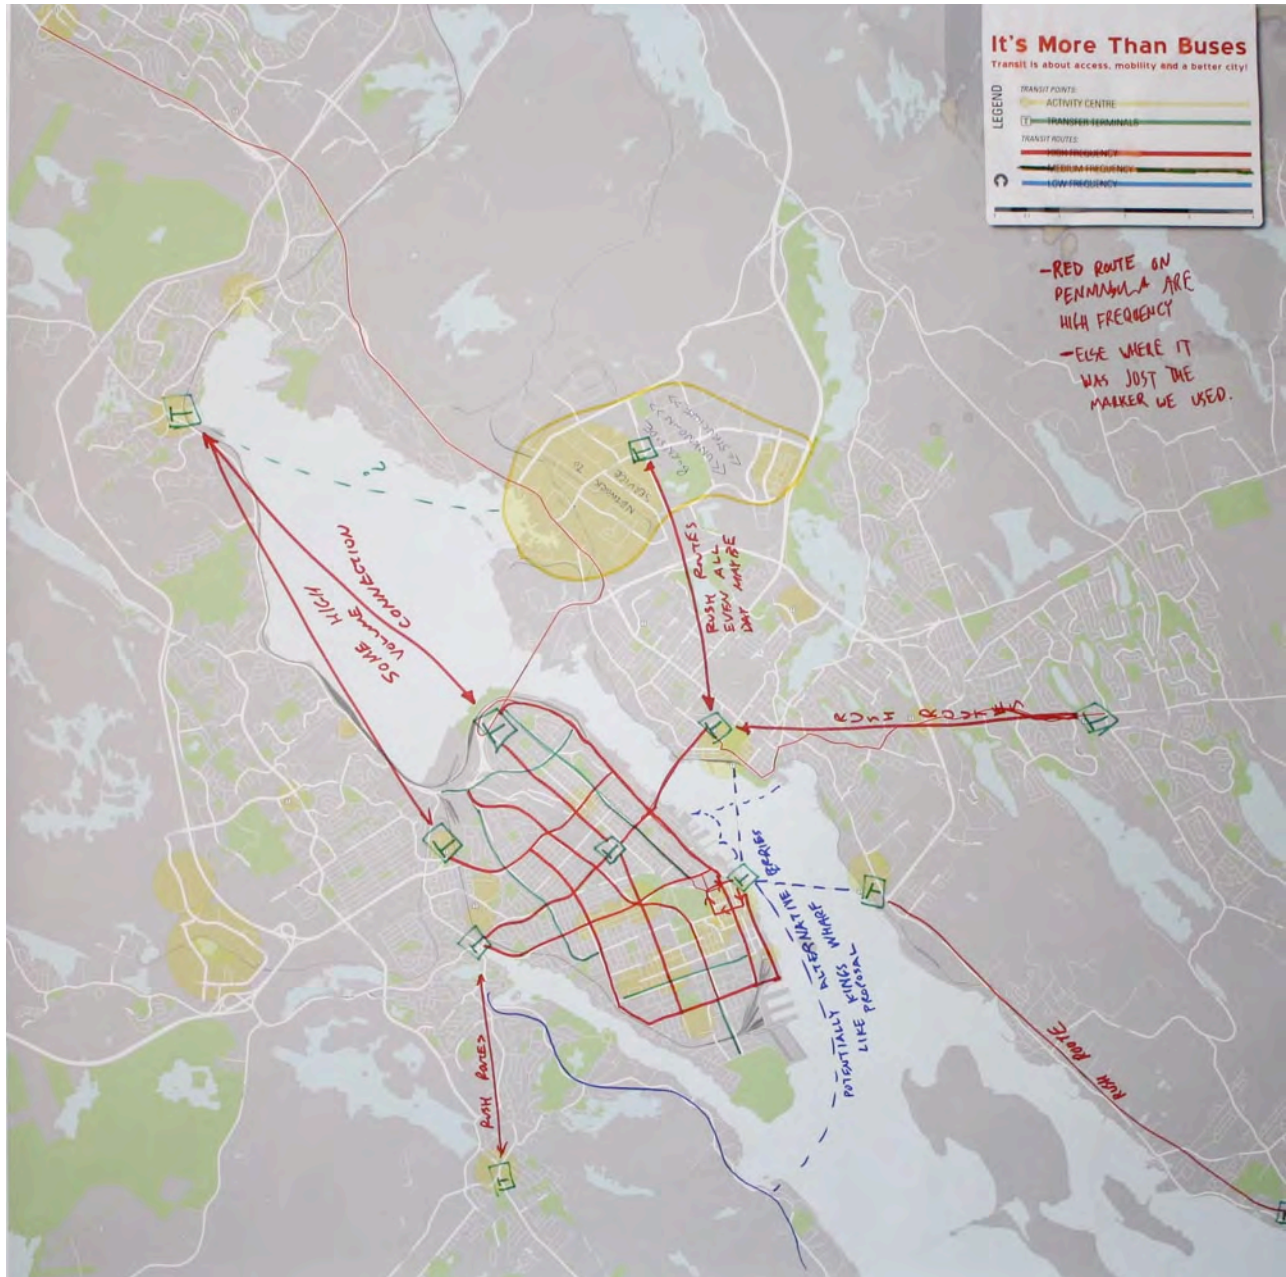 It's More Than Buses
Transit is about access, mobility and a better city!
LEGEND
TRANSIT POINTS:
ACTIVITY CENTRE
T TRANSFER TERMINALS
TRANSIT ROUTES:
HIGH FREQUENCY
MEDIUM FREQUENCY
LOW FREQUENCY
-RED ROUTE ON
PENINSULA ARE
HIGH FREQUENCY
-ELSE WHERE IT
WAS JUST THE
MARKER WE USED.
T
?
T
NETWORK
SERVICE
TO
SOME HIGH
VOLUME
CONNECTION
RUSH ROUTES
EVEN ALL
DAY MAYBE
T
T
RUSH ROUTES
T
T
T
T
T
T
POTENTIALLY ALTERNATIVE FERRIES
LIKE KINGS WHARF
PROPOSAL
RUSH ROUTES
T
RUSH ROUTE